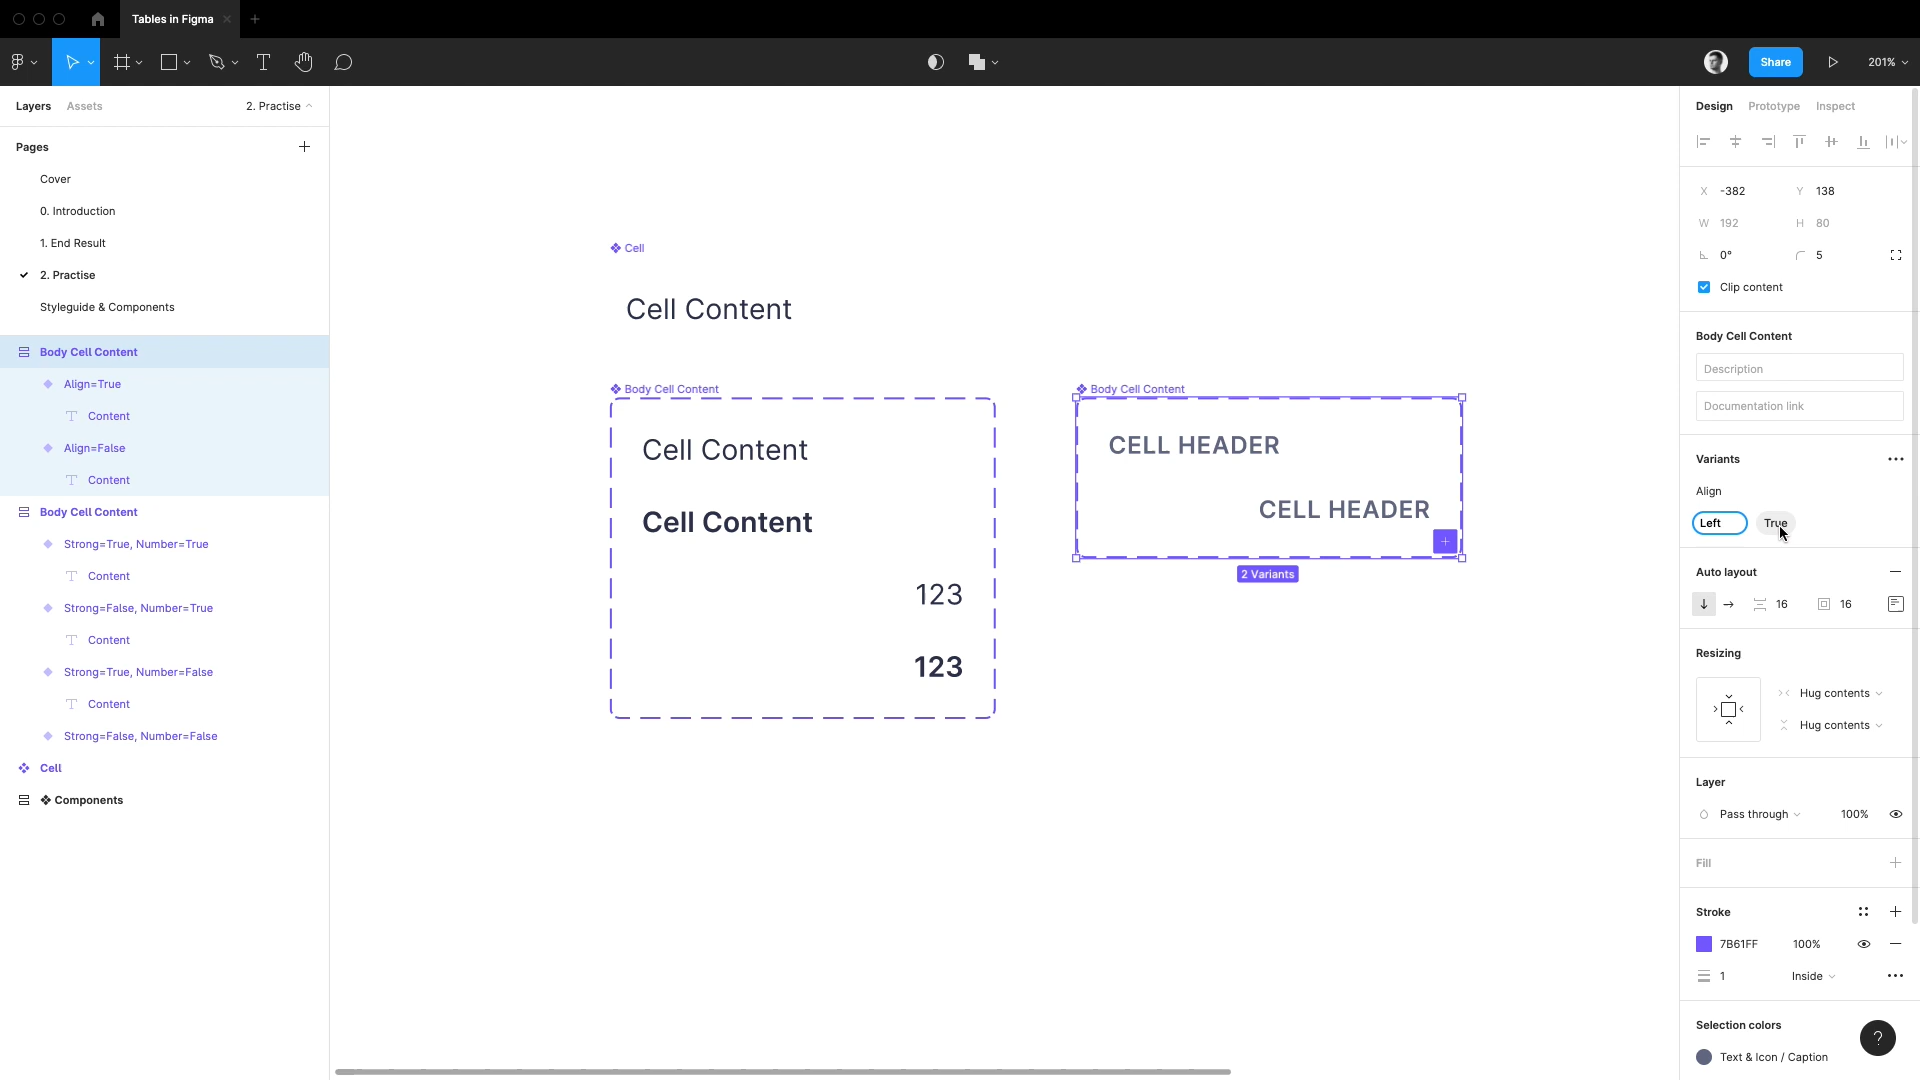 Tables in Figma
Share
201%
Layers
Assets
2. Practise
Pages
Cover
0. Introduction
1. End Result
2. Practise
Styleguide & Components
Body Cell Content
Align=True
Content
Align=False
Content
Body Cell Content
Strong=True, Number=True
Content
Strong=False, Number=True
Content
Strong=True, Number=False
Content
Strong=False, Number=False
Cell
Components
Cell
Cell Content
Body Cell Content
Cell Content
Cell Content
123
123
Body Cell Content
CELL HEADER
CELL HEADER
2 Variants
Design
Prototype
Inspect
X -382 Y 138
W 192 H 80
0° 5
Clip content
Body Cell Content
Description
Documentation link
Variants
Align
Left True
Auto layout
16 16
Resizing
Hug contents
Hug contents
Layer
Pass through 100%
Fill
Stroke
7B61FF 100%
1 Inside
Selection colors
?
Text & Icon / Caption